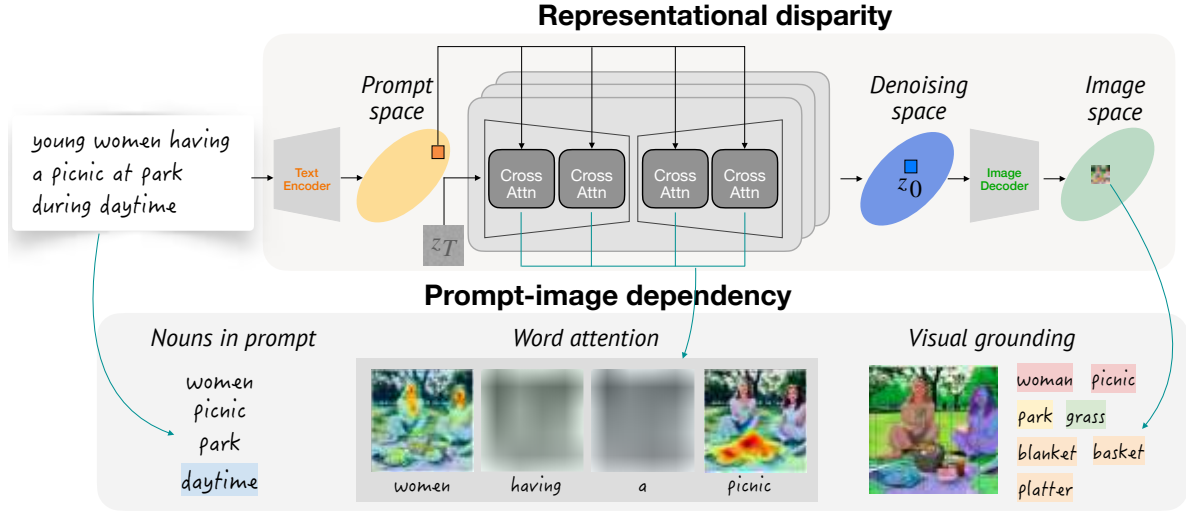 Representational disparity
Prompt
space
Denoising
space
Image
space
young women having
a picnic at park
during daytime
Text
Encoder
Cross
Attn
Cross
Attn
Cross
Attn
Cross
Attn
z0
Image
Decoder
zT
Prompt-image dependency
Nouns in prompt
Word attention
Visual grounding
women
picnic
park
daytime
women
having
a
picnic
woman picnic
park grass
blanket basket
platter